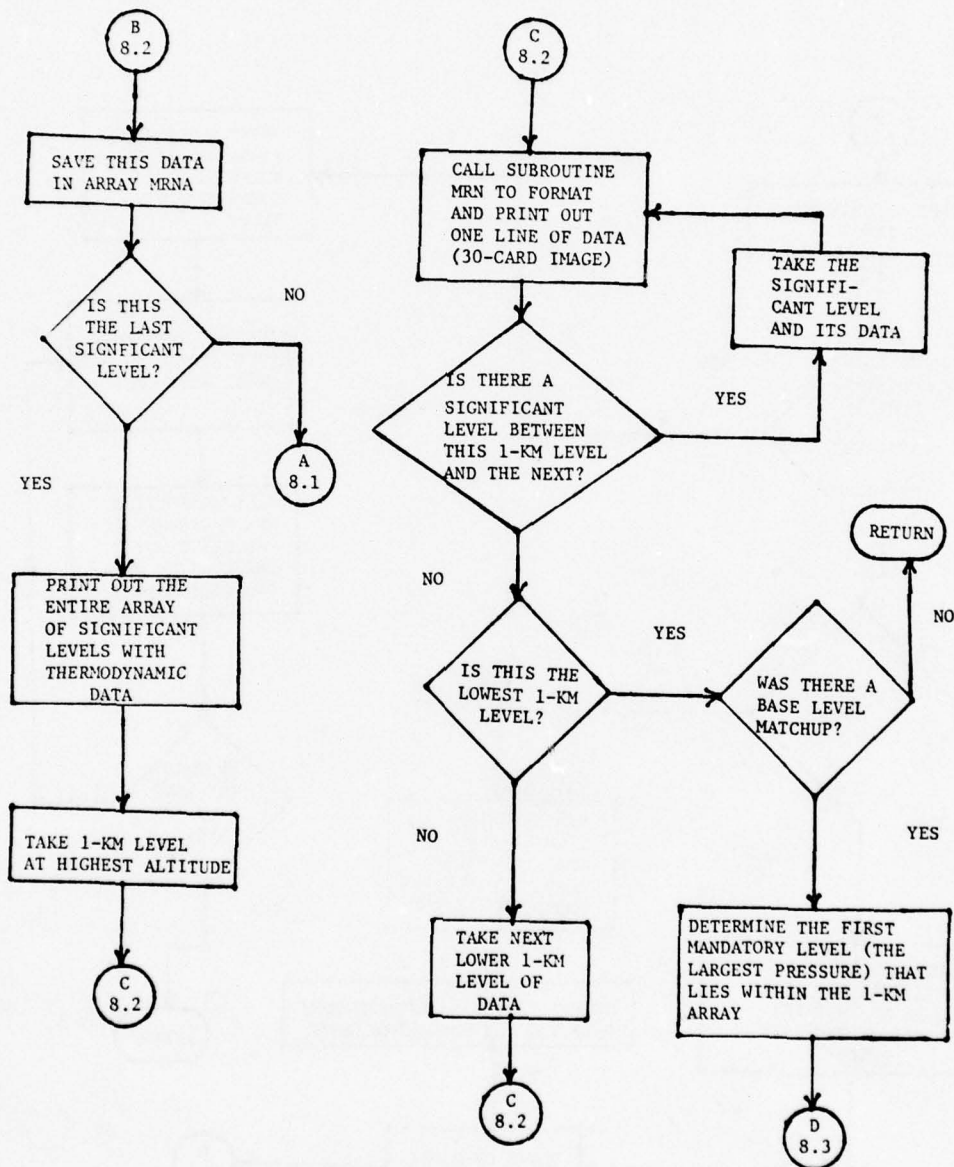 B
8.2
SAVE THIS DATA
IN ARRAY MRNA
IS THIS
THE LAST
SIGNFICANT
LEVEL?
NO
A
8.1
YES
PRINT OUT THE
ENTIRE ARRAY
OF SIGNIFICANT
LEVELS WITH
THERMODYNAMIC
DATA
TAKE 1-KM LEVEL
AT HIGHEST ALTITUDE
C
8.2
C
8.2
CALL SUBROUTINE
MRN TO FORMAT
AND PRINT OUT
ONE LINE OF DATA
(30-CARD IMAGE)
TAKE THE
SIGNIFI-
CANT LEVEL
AND ITS DATA
IS THERE A
SIGNIFICANT
LEVEL BETWEEN
THIS 1-KM LEVEL
AND THE NEXT?
YES
NO
IS THIS THE
LOWEST 1-KM
LEVEL?
YES
WAS THERE A
BASE LEVEL
MATCHUP?
NO
RETURN
NO
TAKE NEXT
LOWER 1-KM
LEVEL OF
DATA
C
8.2
YES
DETERMINE THE FIRST
MANDATORY LEVEL (THE
LARGEST PRESSURE) THAT
LIES WITHIN THE 1-KM
ARRAY
D
8.3